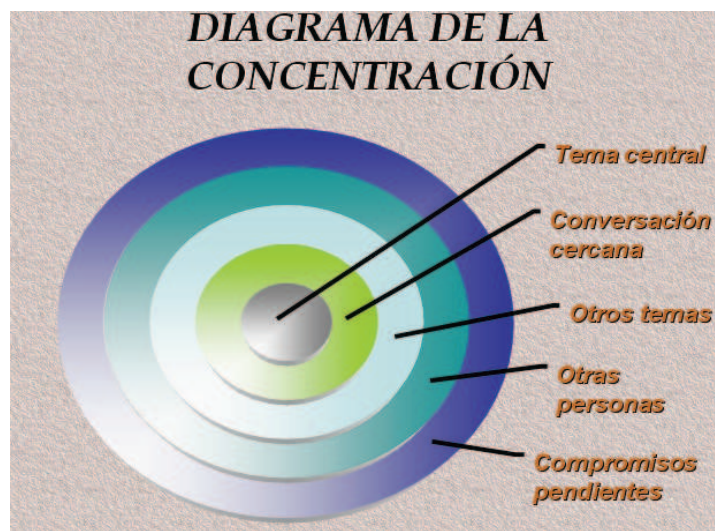 DIAGRAMA DE LA
CONCENTRACIÓN
Tema central
Conversación
cercana
Otros temas
Otras
personas
Compromisos
pendientes